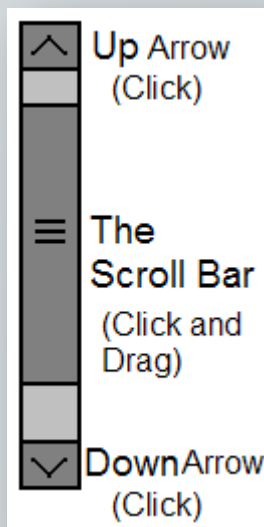 Up Arrow
(Click)
The
Scroll Bar
(Click and
Drag)
Down Arrow
(Click)